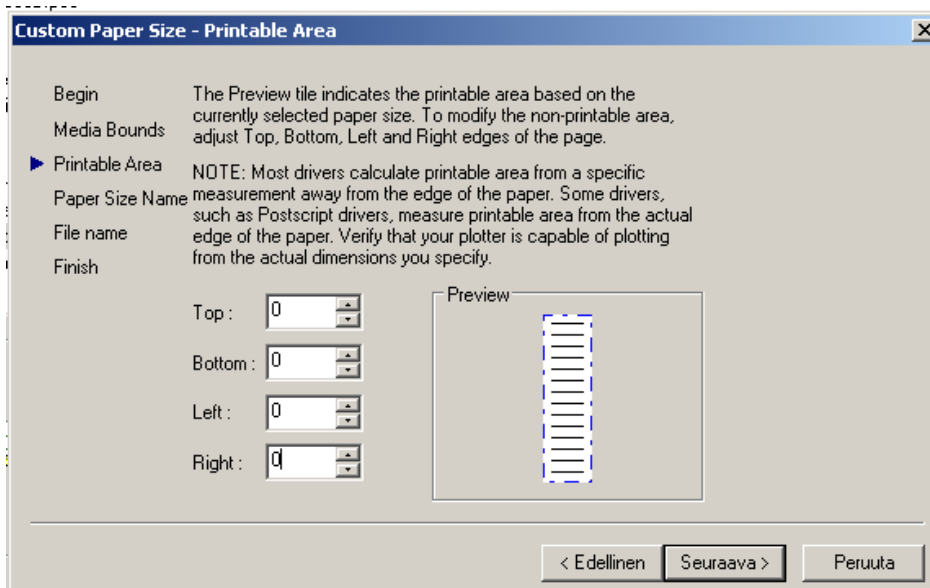 Custom Paper Size - Printable Area
Begin
Media Bounds
Printable Area
Paper Size Name
File name
Finish
The Preview tile indicates the printable area based on the
currently selected paper size. To modify the non-printable area,
adjust Top, Bottom, Left and Right edges of the page.
NOTE: Most drivers calculate printable area from a specific
measurement away from the edge of the paper. Some drivers,
such as Postscript drivers, measure printable area from the actual
edge of the paper. Verify that your plotter is capable of plotting
from the actual dimensions you specify.
Top : 0
Bottom : 0
Left : 0
Right : 0
Preview
< Edellinen
Seuraava >
Peruuta